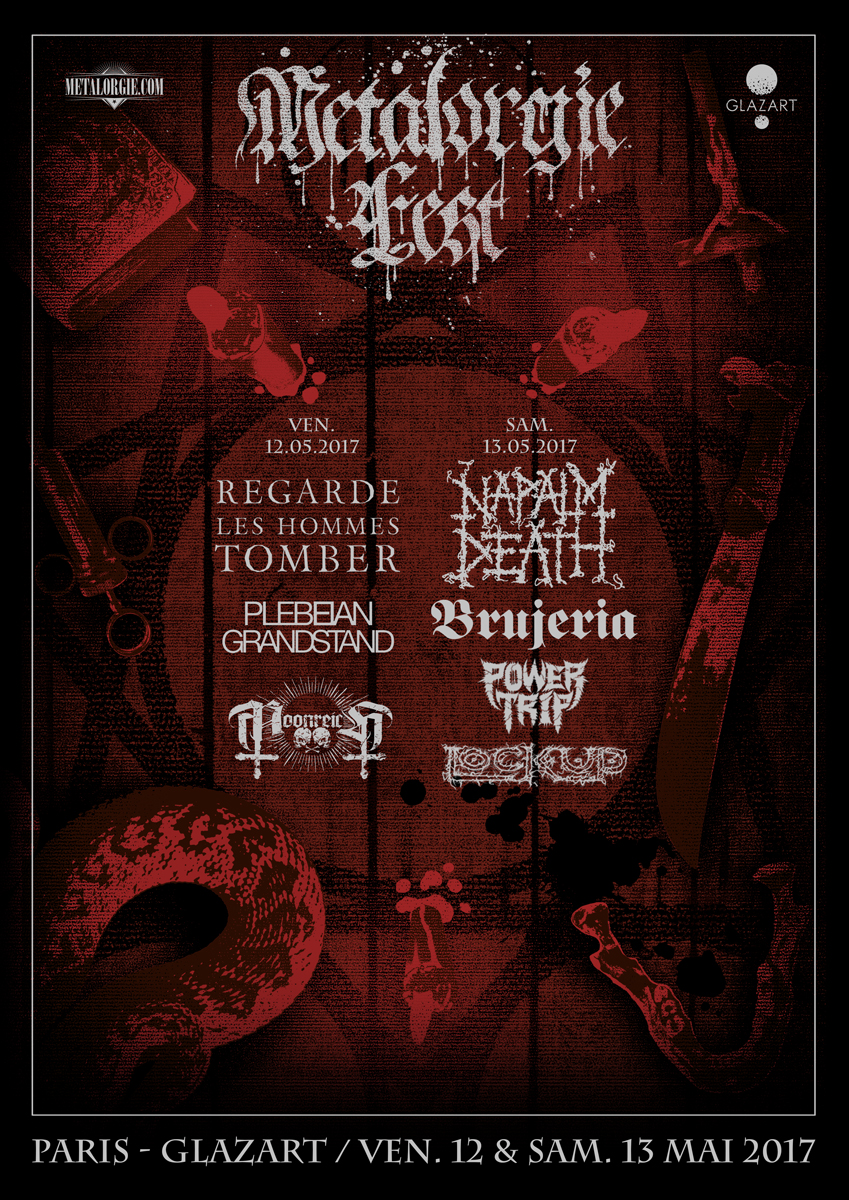 METALORGIE.COM
Metalorgie
Fest
GLAZART
VEN.
12.05.2017
REGARDE
LES HOMMES
TOMBER
PLEBEIAN
GRANDSTAND
Moonreich
SAM.
13.05.2017
NAPALM
DEATH
Brujeria
POWER
TRIP
LOCK UP
PARIS - GLAZART / VEN. 12 & SAM. 13 MAI 2017